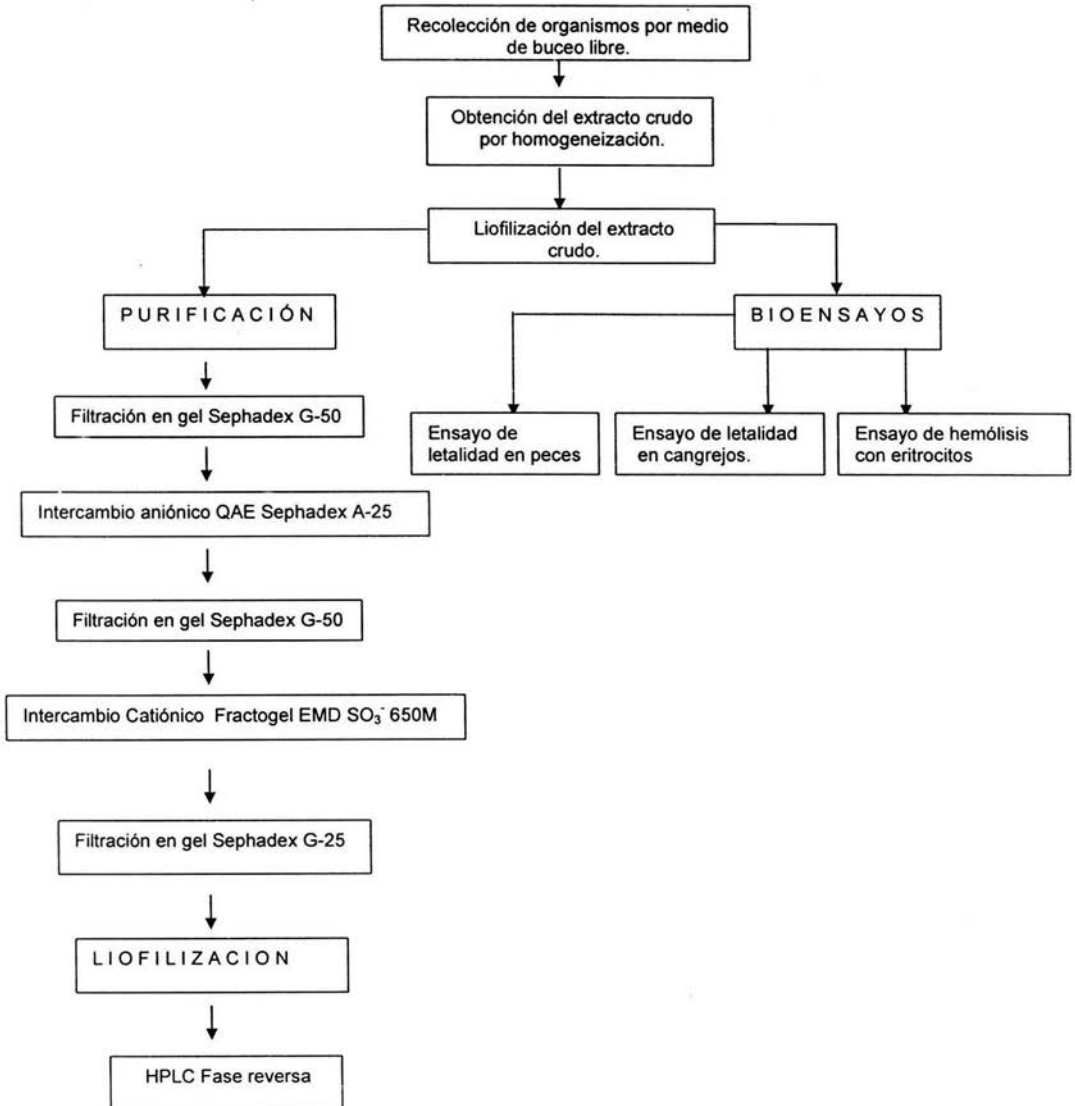 Recolección de organismos por medio
de buceo libre.
Obtención del extracto crudo
por homogeneización.
Liofilización del extracto
crudo.
P U R I F I C A C I Ó N
B I O E N S A Y O S
Filtración en gel Sephadex G-50
Ensayo de
letalidad en peces
Ensayo de letalidad
en cangrejos.
Ensayo de hemólisis
con eritrocitos
Intercambio aniónico QAE Sephadex A-25
Filtración en gel Sephadex G-50
Intercambio Catiónico Fractogel EMD SO₃⁻ 650M
Filtración en gel Sephadex G-25
L I O F I L I Z A C I O N
HPLC Fase reversa